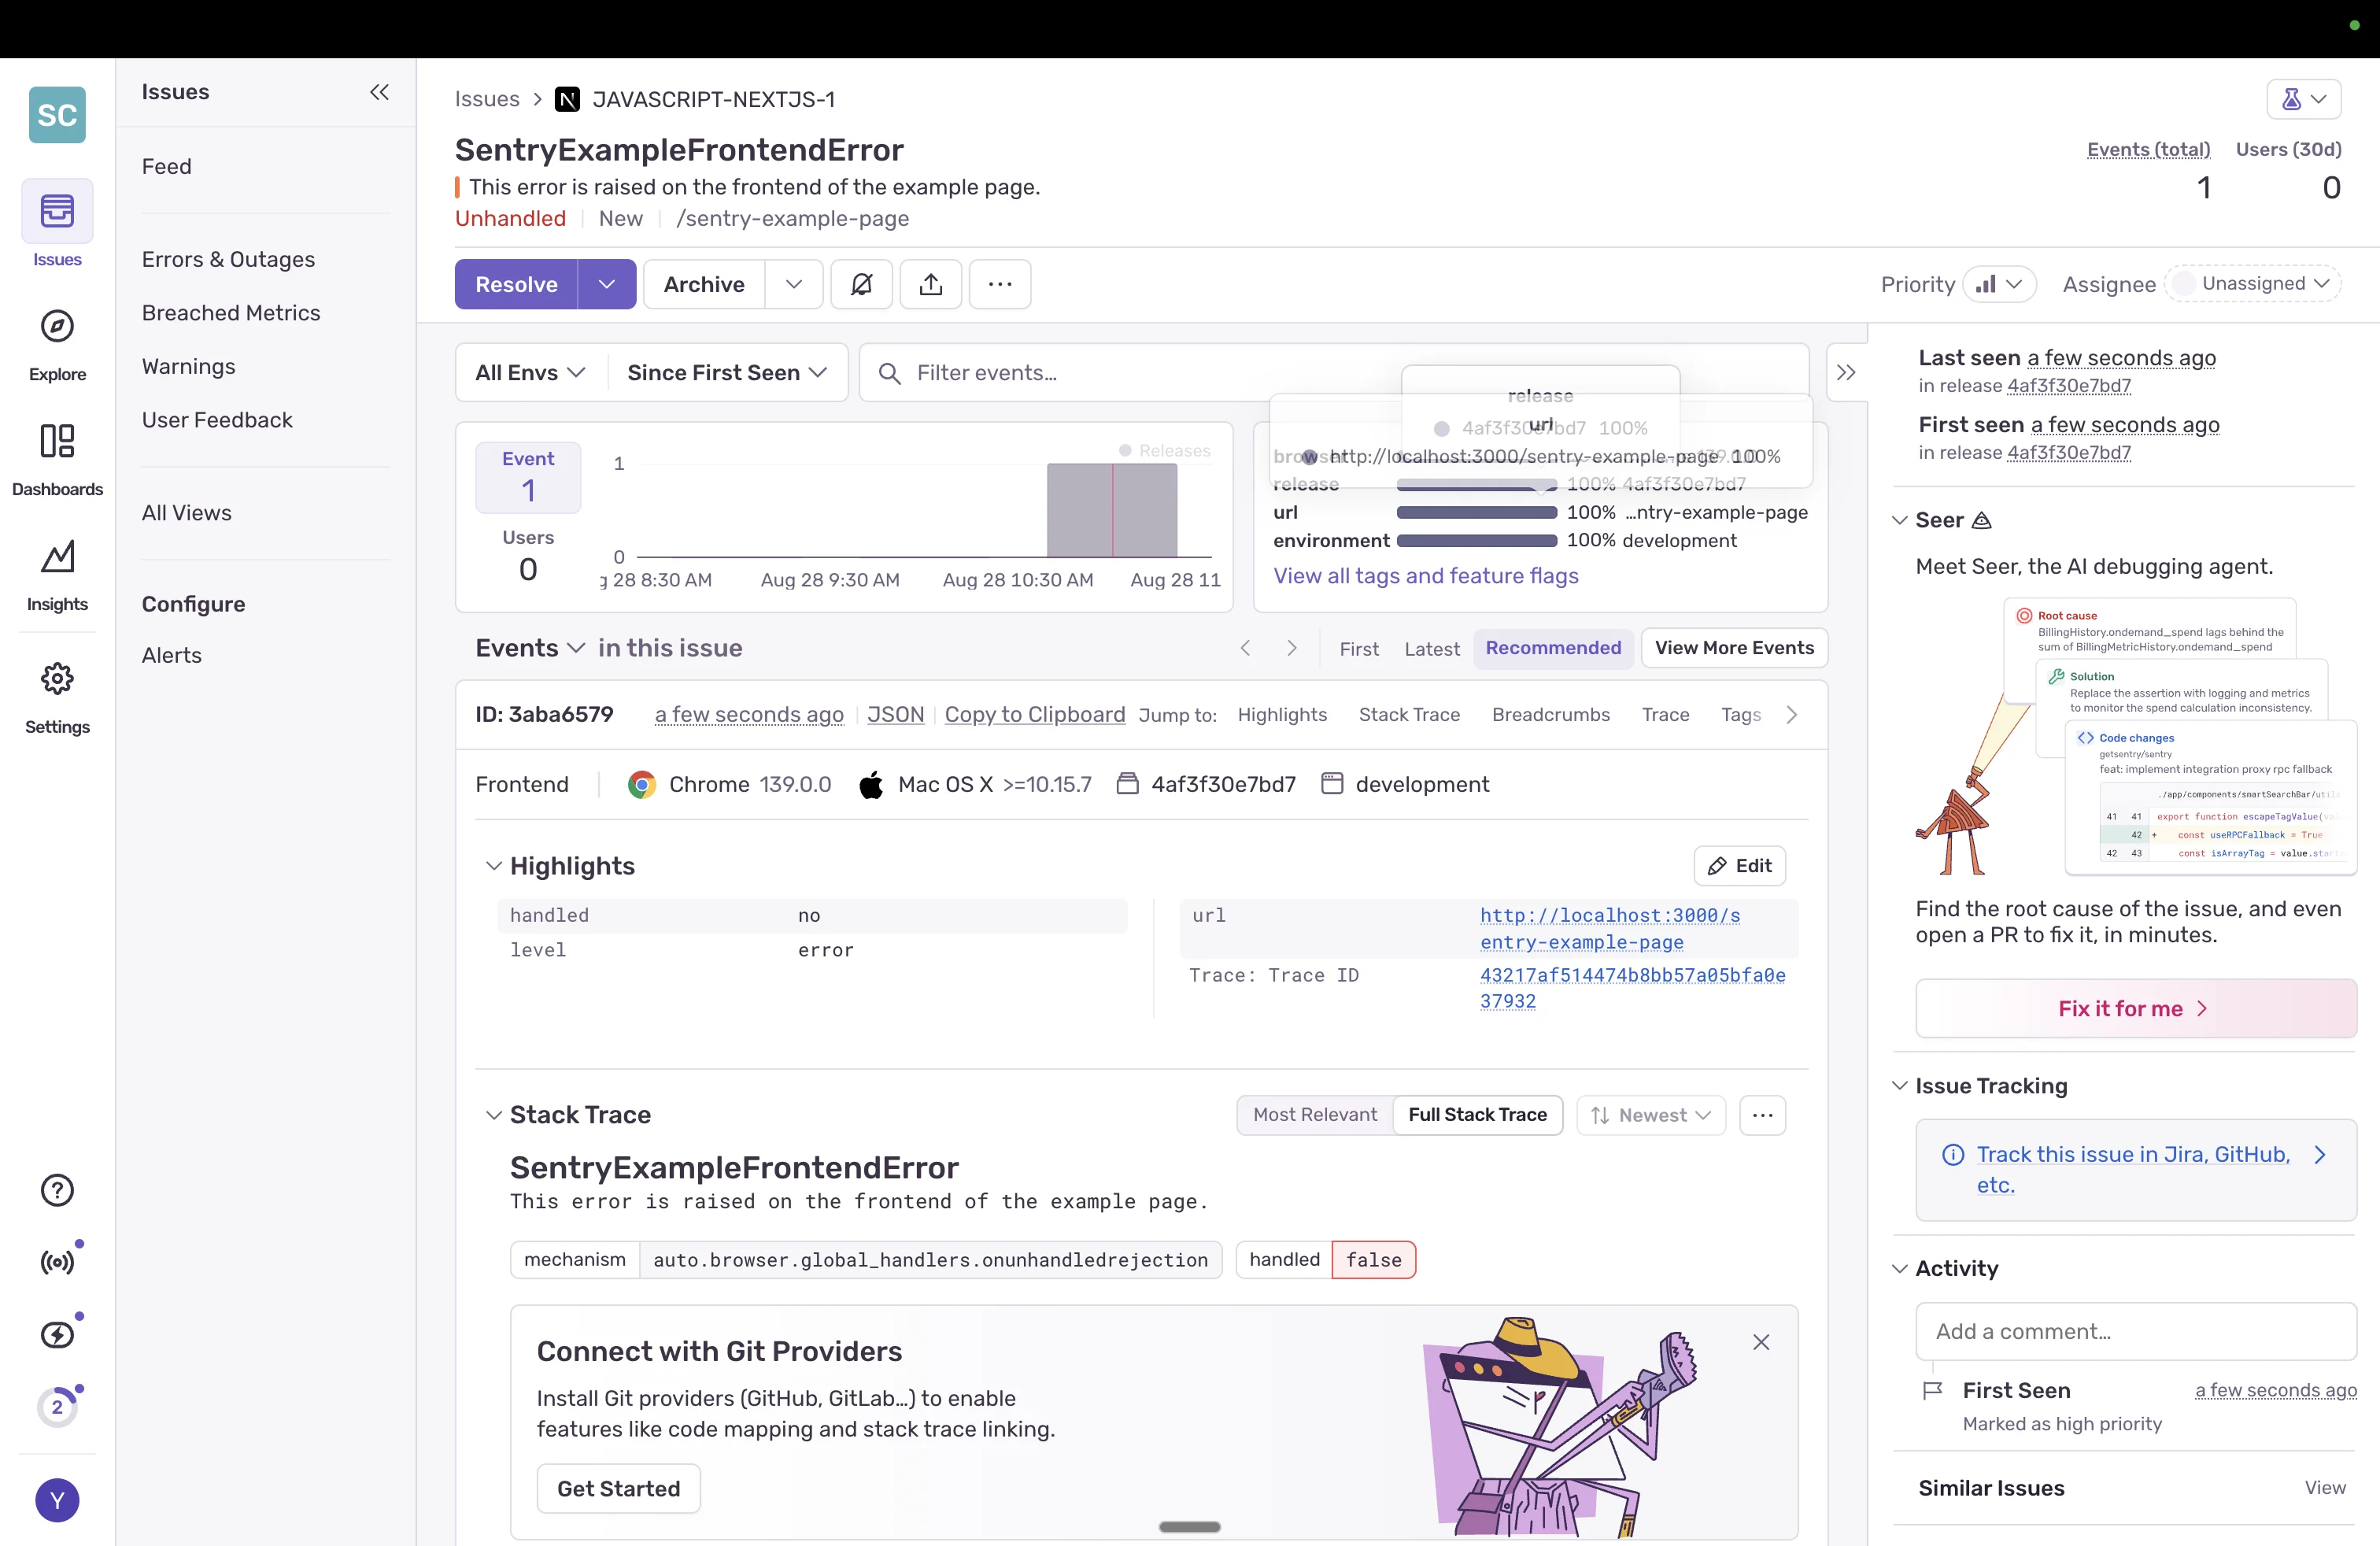 SC
Issues
Explore
Dashboards
Insights
Settings
2
Y
Issues
Feed
Errors & Outages
Breached Metrics
Warnings
User Feedback
All Views
Configure
Alerts
Issues > JAVASCRIPT-NEXTJS-1
SentryExampleFrontendError
This error is raised on the frontend of the example page.
Unhandled New /sentry-example-page
Events (total) Users (30d)
1 0
Resolve Archive
Priority Assignee Unassigned
All Envs Since First Seen Filter events...
Event
1
Users
0
Releases
1
0
g 28 8:30 AM Aug 28 9:30 AM Aug 28 10:30 AM Aug 28 11
release
url
4af3f30e7bd7 100%
http://localhost:3000/sentry-example-page 100%
release 100% 4af3f30e7bd7
url 100% ...ntry-example-page
environment 100% development
View all tags and feature flags
Events in this issue
First Latest Recommended View More Events
ID: 3aba6579 a few seconds ago JSON Copy to Clipboard Jump to: Highlights Stack Trace Breadcrumbs Trace Tags
Frontend Chrome 139.0.0 Mac OS X >=10.15.7 4af3f30e7bd7 development
Highlights Edit
handled no
level error
url http://localhost:3000/s
entry-example-page
Trace: Trace ID 43217af514474b8bb57a05bfa0e
37932
Stack Trace Most Relevant Full Stack Trace Newest
SentryExampleFrontendError
This error is raised on the frontend of the example page.
mechanism auto.browser.global_handlers.onunhandledrejection handled false
Connect with Git Providers
Install Git providers (GitHub, GitLab...) to enable
features like code mapping and stack trace linking.
Get Started
Last seen a few seconds ago
in release 4af3f30e7bd7
First seen a few seconds ago
in release 4af3f30e7bd7
Seer
Meet Seer, the AI debugging agent.
Root cause
BillingHistory.ondemand_spend lags behind the
sum of BillingMetricHistory.ondemand_spend
Solution
Replace the assertion with logging and metrics
to monitor the spend calculation inconsistency.
Code changes
getsentry/sentry
feat: implement integration proxy rpc fallback
./app/components/smartSearchBar/utils
41 41 export function escapeTagValue(
42 + const useRPCFallback = True
42 43 const isArrayTag = value.start
Find the root cause of the issue, and even
open a PR to fix it, in minutes.
Fix it for me
Issue Tracking
Track this issue in Jira, GitHub,
etc.
Activity
Add a comment...
First Seen a few seconds ago
Marked as high priority
Similar Issues View